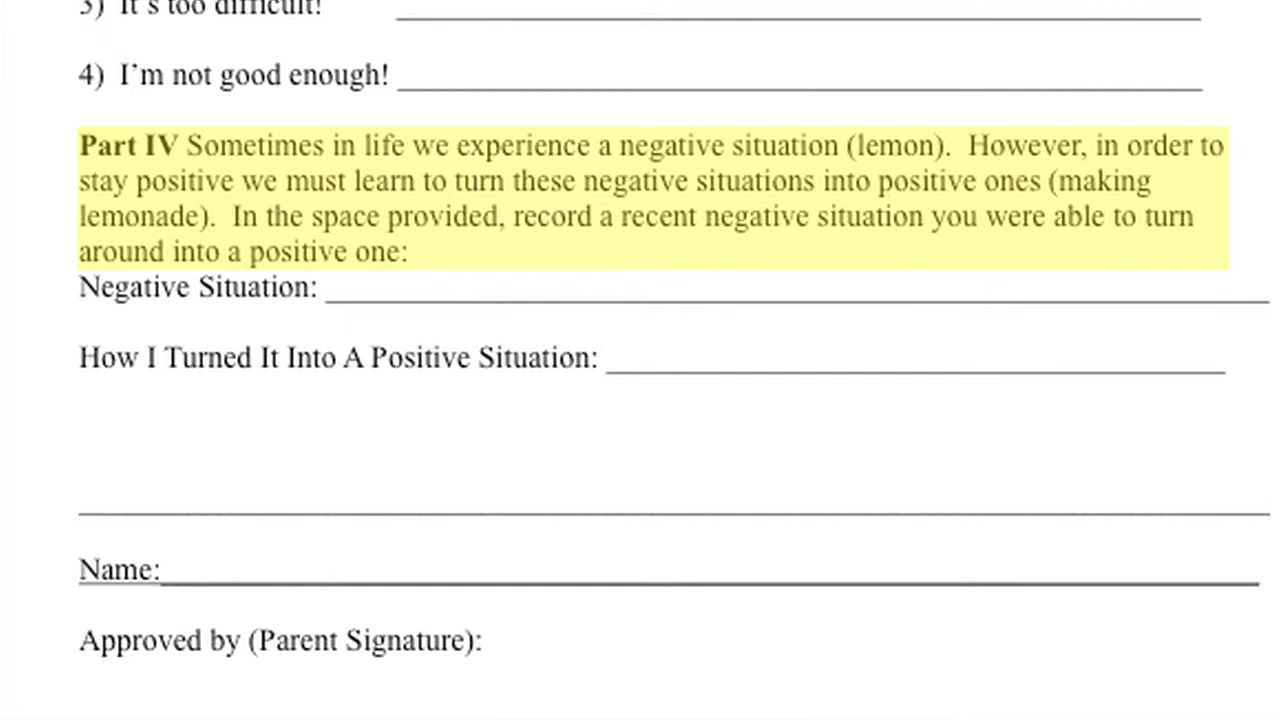 3) It's too difficult!
4) I'm not good enough!
Part IV Sometimes in life we experience a negative situation (lemon). However, in order to
stay positive we must learn to turn these negative situations into positive ones (making
lemonade). In the space provided, record a recent negative situation you were able to turn
around into a positive one:
Negative Situation:
How I Turned It Into A Positive Situation:
Name:
Approved by (Parent Signature):